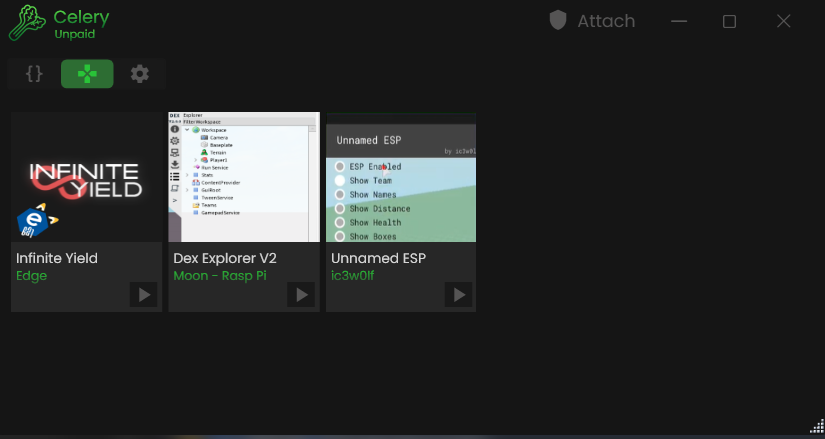 Celery
Unpaid
Attach
{}
INFINITE
YIELD
Infinite Yield
Edge
DEX Explorer
FilterWorkspace
Workspace
Camera
Baseplate
Terrain
Player1
Run Service
Stats
ContentProvider
GuiRoot
TweenService
Teams
GamepadService
Dex Explorer V2
Moon - Rasp Pi
Unnamed ESP
by ic3w0lf
ESP Enabled
Show Team
Show Names
Show Distance
Show Health
Show Boxes
Unnamed ESP
ic3w0lf